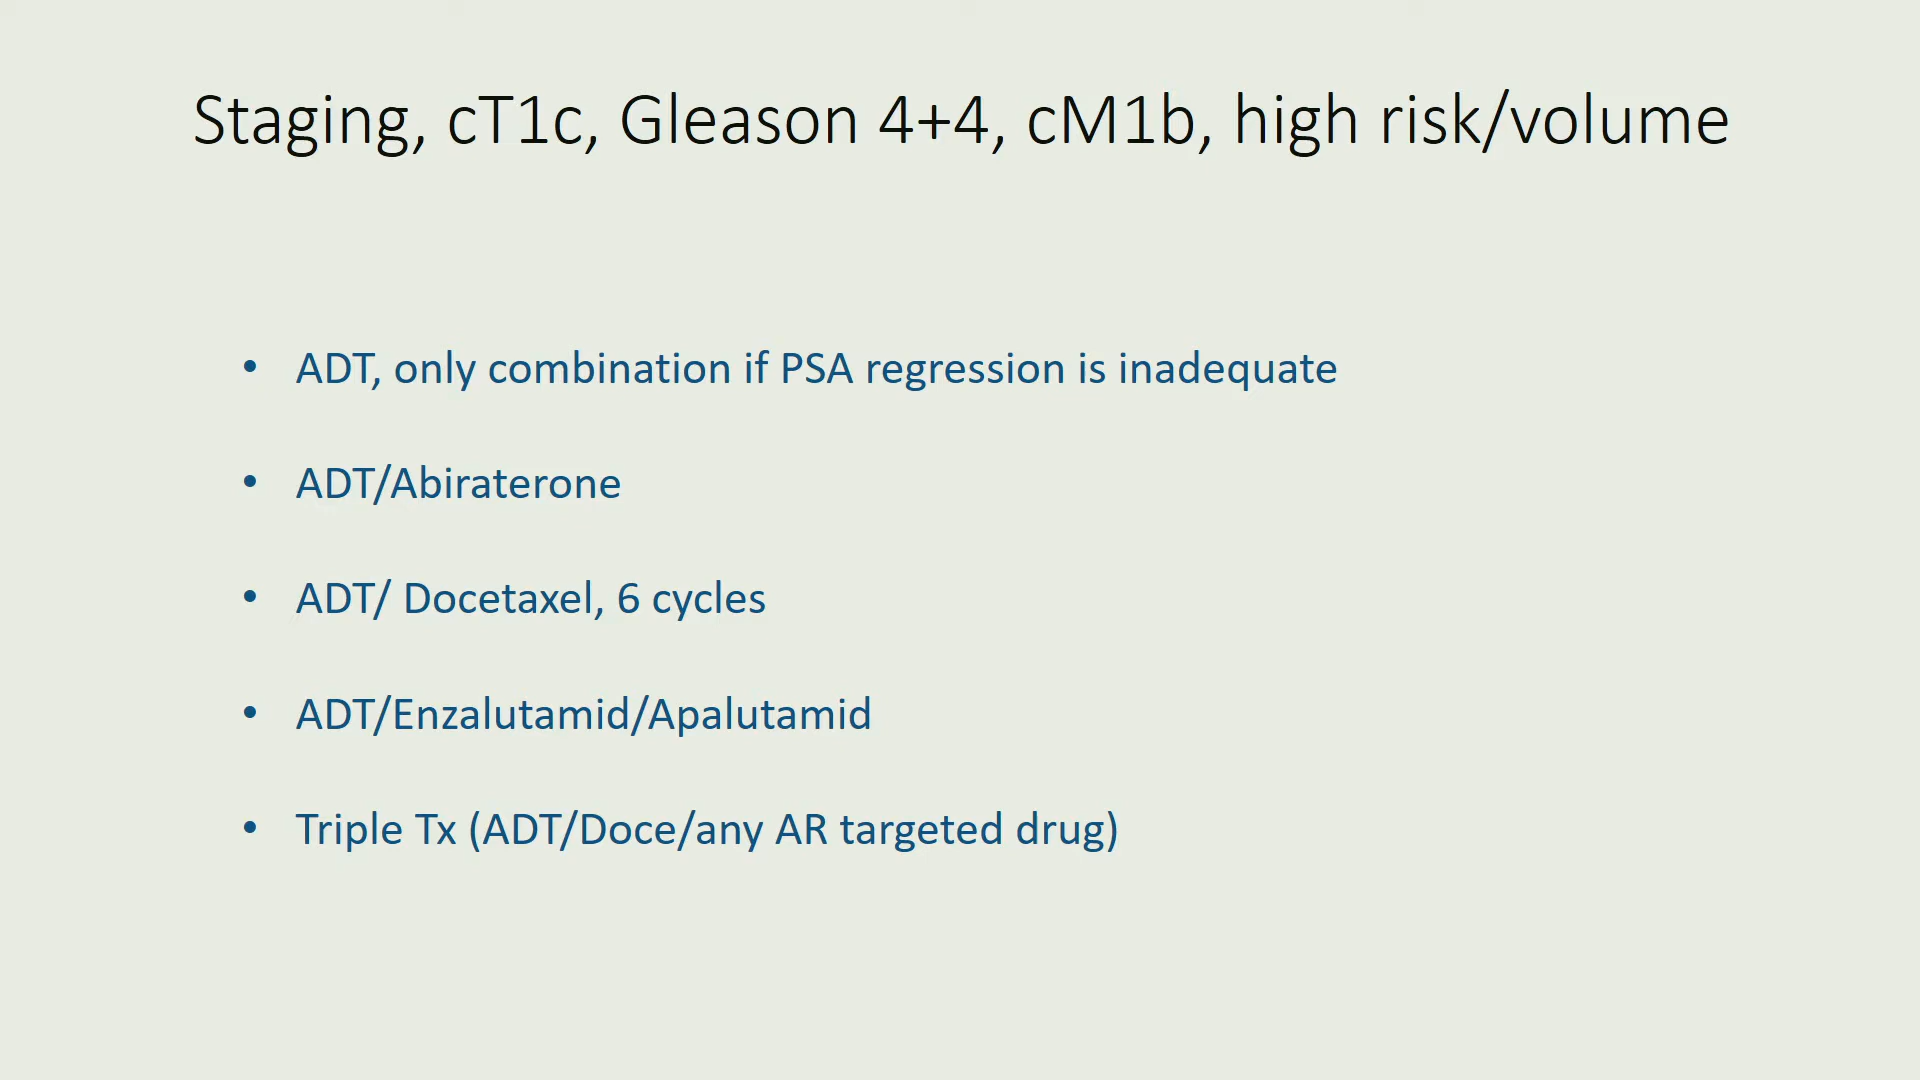 Staging, cT1c, Gleason 4+4, cM1b, high risk/volume
• ADT, only combination if PSA regression is inadequate
• ADT/Abiraterone
• ADT/ Docetaxel, 6 cycles
• ADT/Enzalutamid/Apalutamid
• Triple Tx (ADT/Doce/any AR targeted drug)